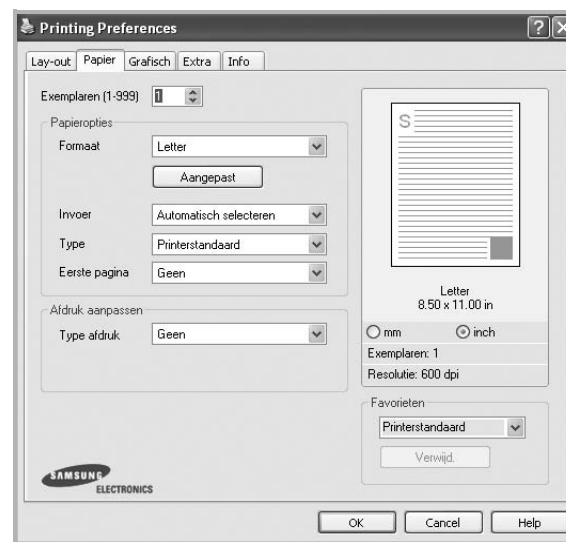 Printing Preferences
Lay-out Papier Grafisch Extra Info
Exemplaren (1-999) 1
Papieropties
Formaat Letter
Aangepast
Invoer Automatisch selecteren
Type Printerstandaard
Eerste pagina Geen
Afdruk aanpassen
Type afdruk Geen
SAMSUNG
ELECTRONICS
S
Letter
8.50 x 11.00 in
mm inch
Exemplaren: 1
Resolutie: 600 dpi
Favorieten
Printerstandaard
Verwijd.
OK Cancel Help